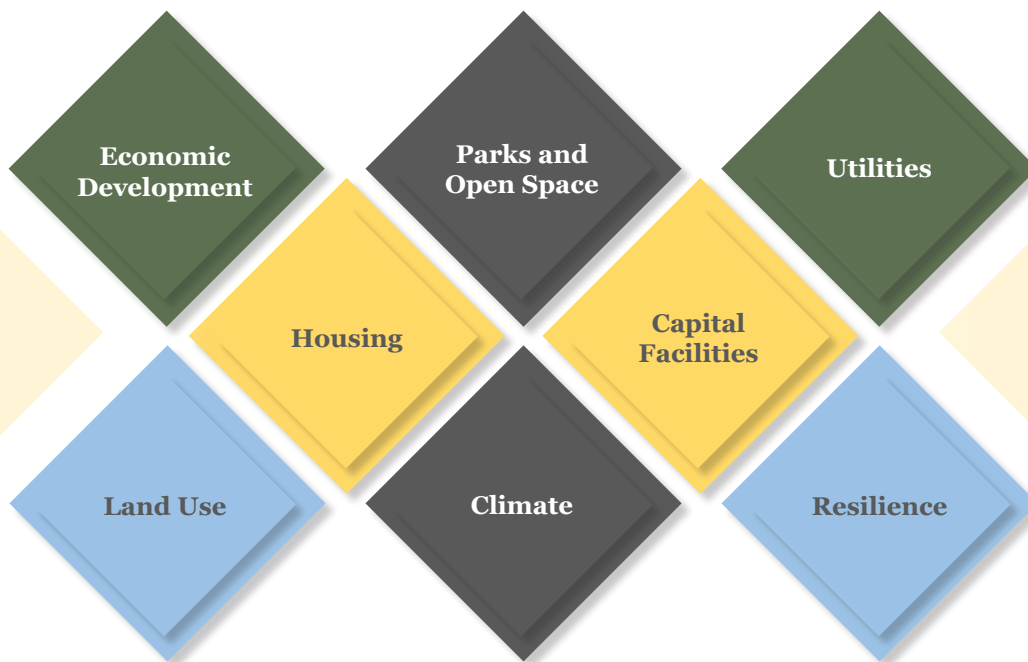 Economic
Development
Parks and
Open Space
Utilities
Housing
Capital
Facilities
Land Use
Climate
Resilience